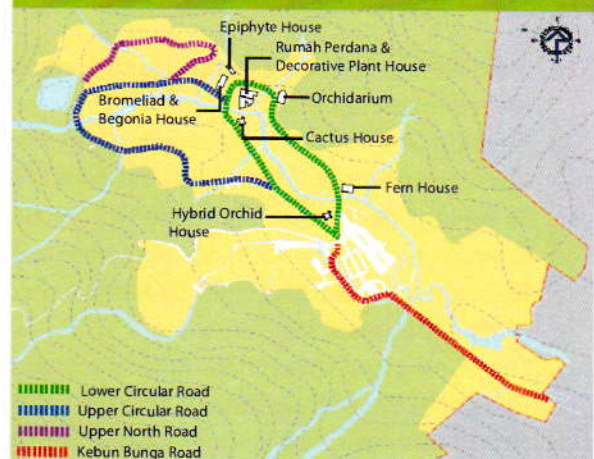 Epiphyte House
Rumah Perdana &
Decorative Plant House
Bromeliad &
Begonia House
Orchidarium
Cactus House
Fern House
Hybrid Orchid
House
Lower Circular Road
Upper Circular Road
Upper North Road
Kebun Bunga Road